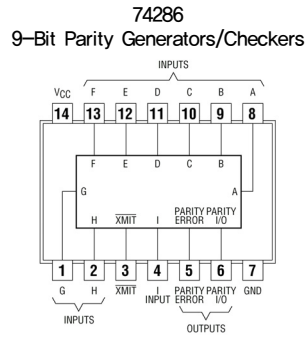 74286
9-Bit Parity Generators/Checkers
INPUTS
VCC F E D C B A
14 13 12 11 10 9 8
F E D C B
G A
H XMIT I PARITY ERROR PARITY I/O
1 2 3 4 5 6 7
G H XMIT I INPUT PARITY ERROR PARITY I/O GND
INPUTS
OUTPUTS